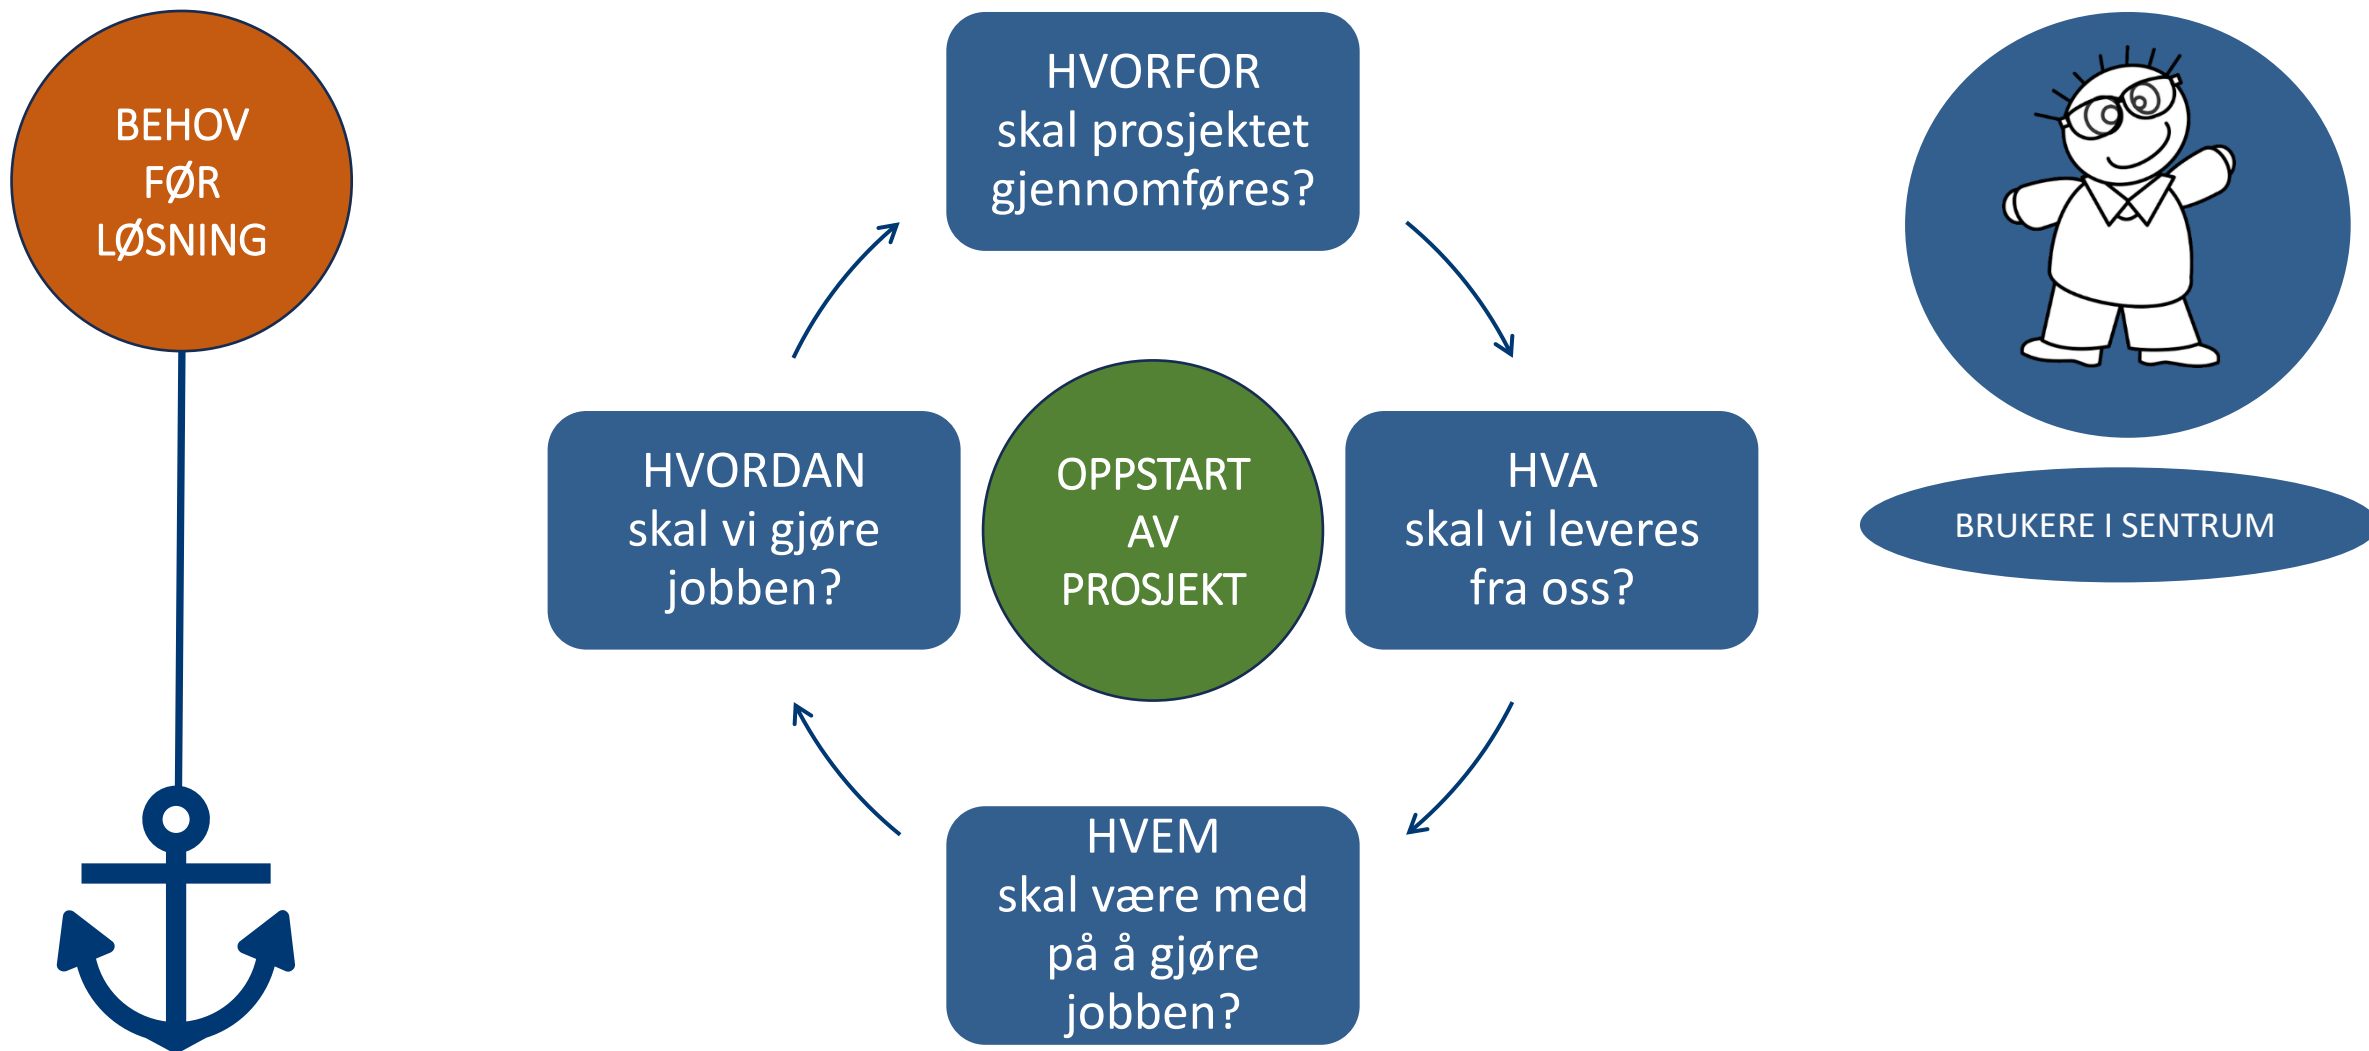 BEHOV
FØR
LØSNING
HVORFOR
skal prosjektet
gjennomføres?
HVORDAN
skal vi gjøre
jobben?
OPPSTART
AV
PROSJEKT
HVA
skal vi leveres
fra oss?
HVEM
skal være med
på å gjøre
jobben?
BRUKERE I SENTRUM